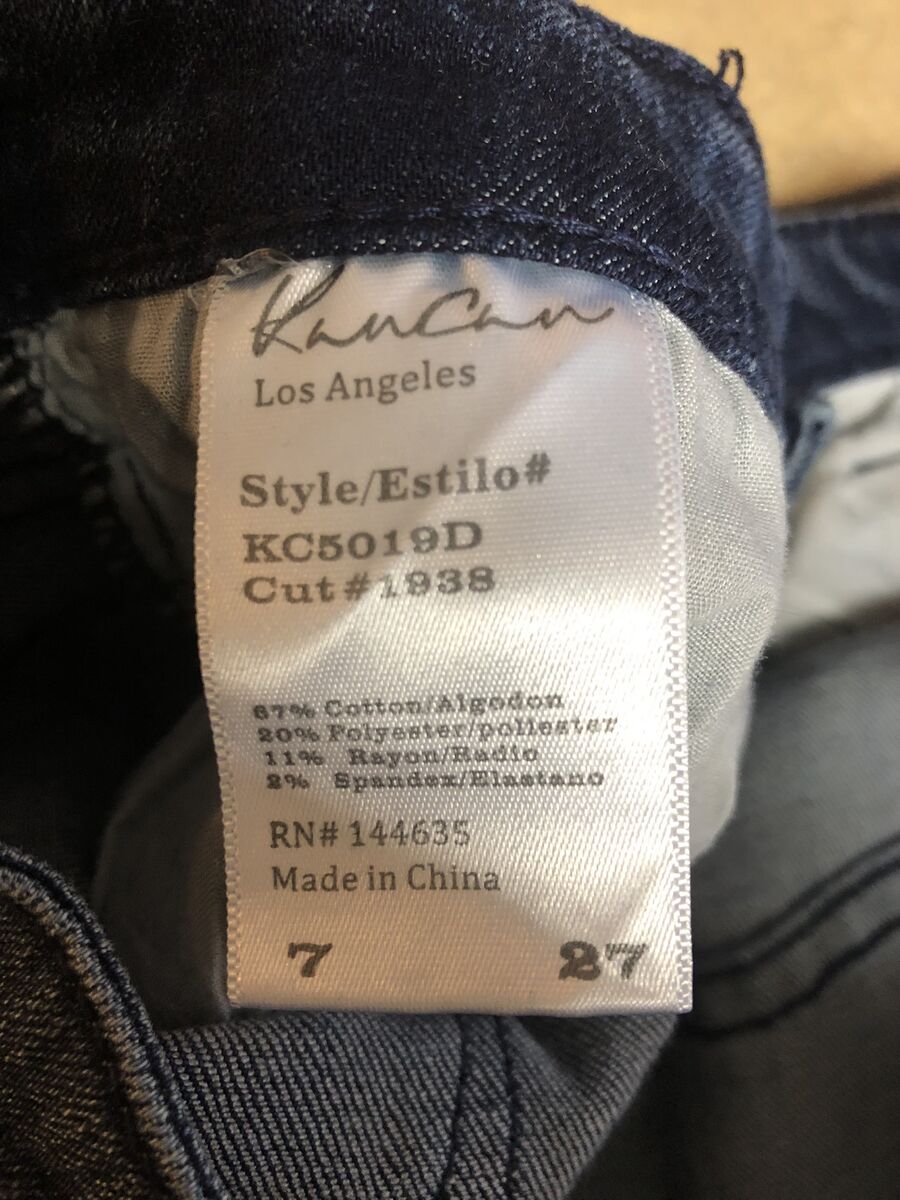 KanCan
Los Angeles
Style/Estilo#
KC5019D
Cut#1938
67% Cotton/Algodon
20% Polyester/poliester
11% Rayon/Radio
2% Spandex/Elastano
RN# 144635
Made in China
7 27